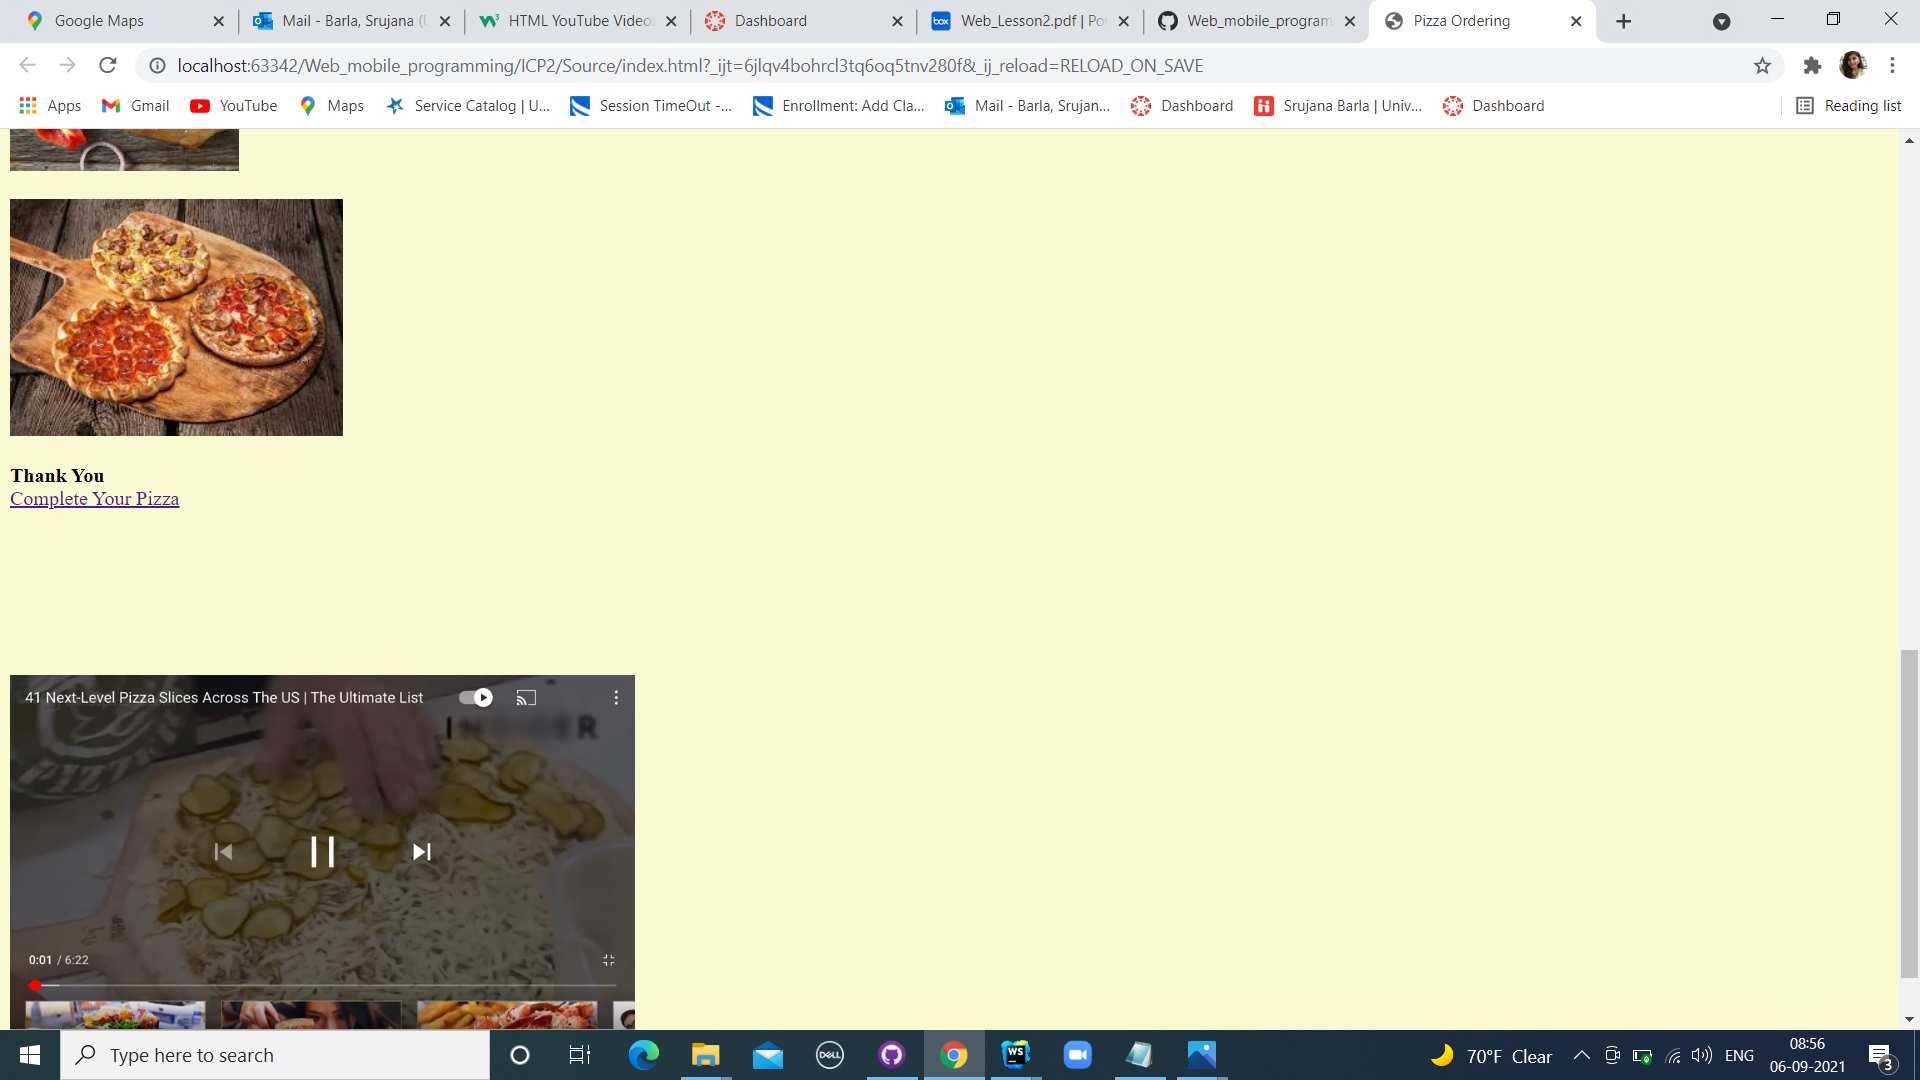 Google Maps
Mail - Barla, Srujana (
HTML YouTube Videos
Dashboard
Web_Lesson2.pdf | Po
Web_mobile_program
Pizza Ordering
localhost:63342/Web_mobile_programming/ICP2/Source/index.html?_ijt=6jlqv4bohrcl3tq6oq5tnv280f&_ij_reload=RELOAD_ON_SAVE
Apps
Gmail
YouTube
Maps
Service Catalog | U...
Session TimeOut -...
Enrollment: Add Cla...
Mail - Barla, Srujan...
Dashboard
Srujana Barla | Univ...
Dashboard
Reading list
Thank You
Complete Your Pizza
41 Next-Level Pizza Slices Across The US | The Ultimate List
INSIDER
0:01 / 6:22
Type here to search
DELL
WS
70°F Clear
ENG
08:56
06-09-2021
3